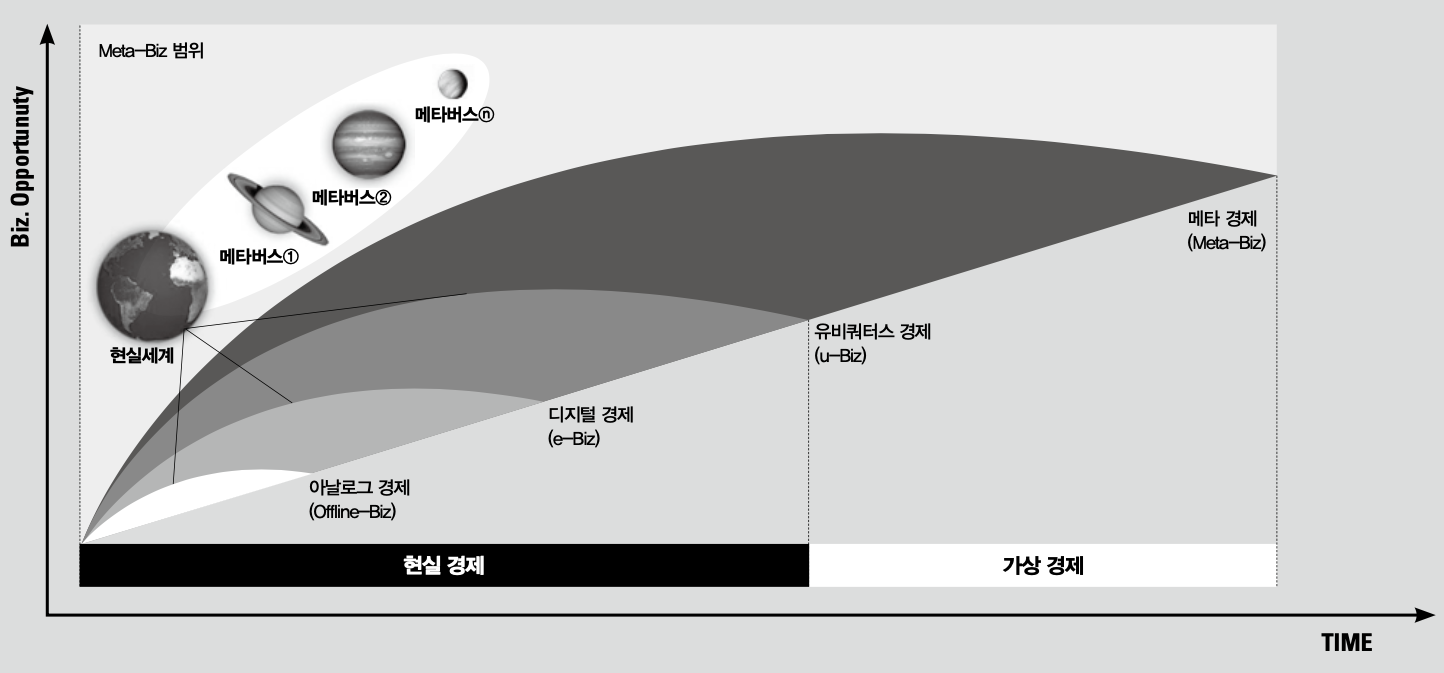 Meta-Biz 범위
메타버스ⓝ
메타버스②
메타버스①
현실세계
Biz. Opportunuty
메타 경제
(Meta-Biz)
유비쿼터스 경제
(u-Biz)
디지털 경제
(e-Biz)
아날로그 경제
(Offline-Biz)
현실 경제
가상 경제
TIME